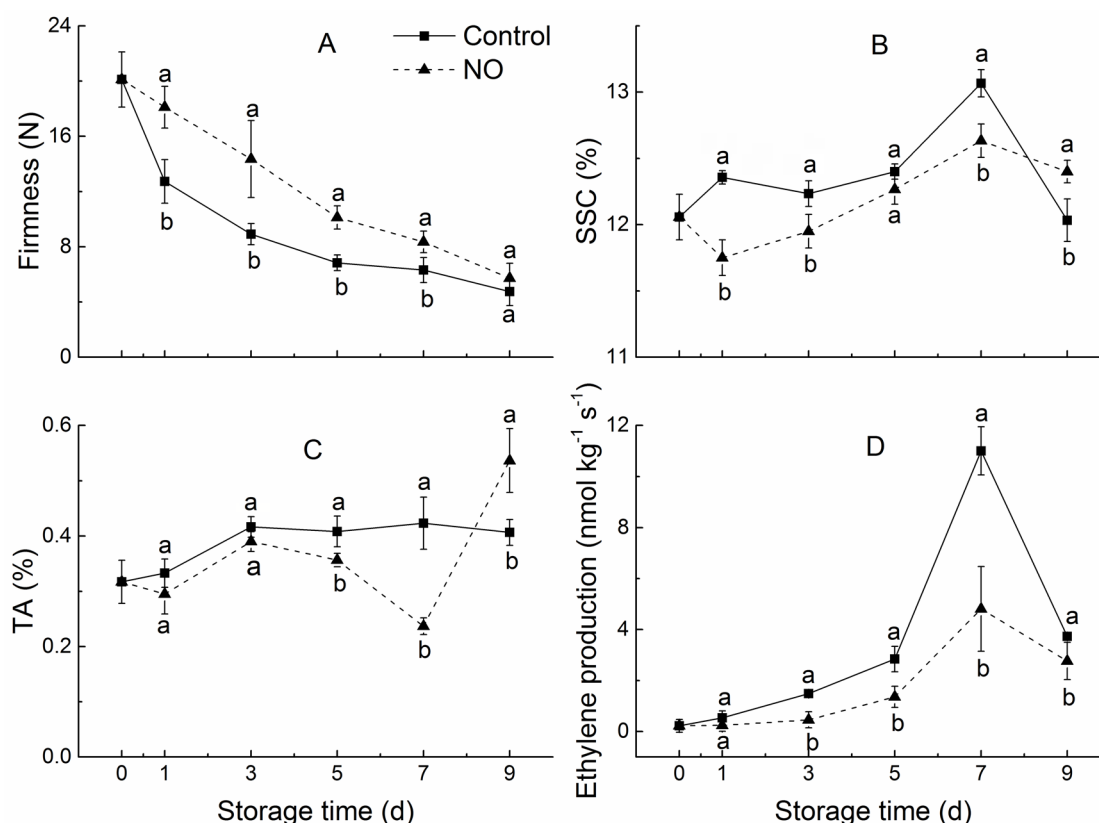 24
16
8
0
Firmness (N)
A
Control
NO
a
a
a
a
a
b
b
b
b
a
13
12
11
SSC (%)
B
a
a
a
a
a
b
b
a
b
b
0.6
0.4
0.2
0.0
TA (%)
C
a
a
a
a
a
a
a
b
b
b
0
1
3
5
7
9
Storage time (d)
12
8
4
0
Ethylene production (nmol kg⁻¹ s⁻¹)
D
a
a
a
a
a
a
b
b
b
b
0
1
3
5
7
9
Storage time (d)